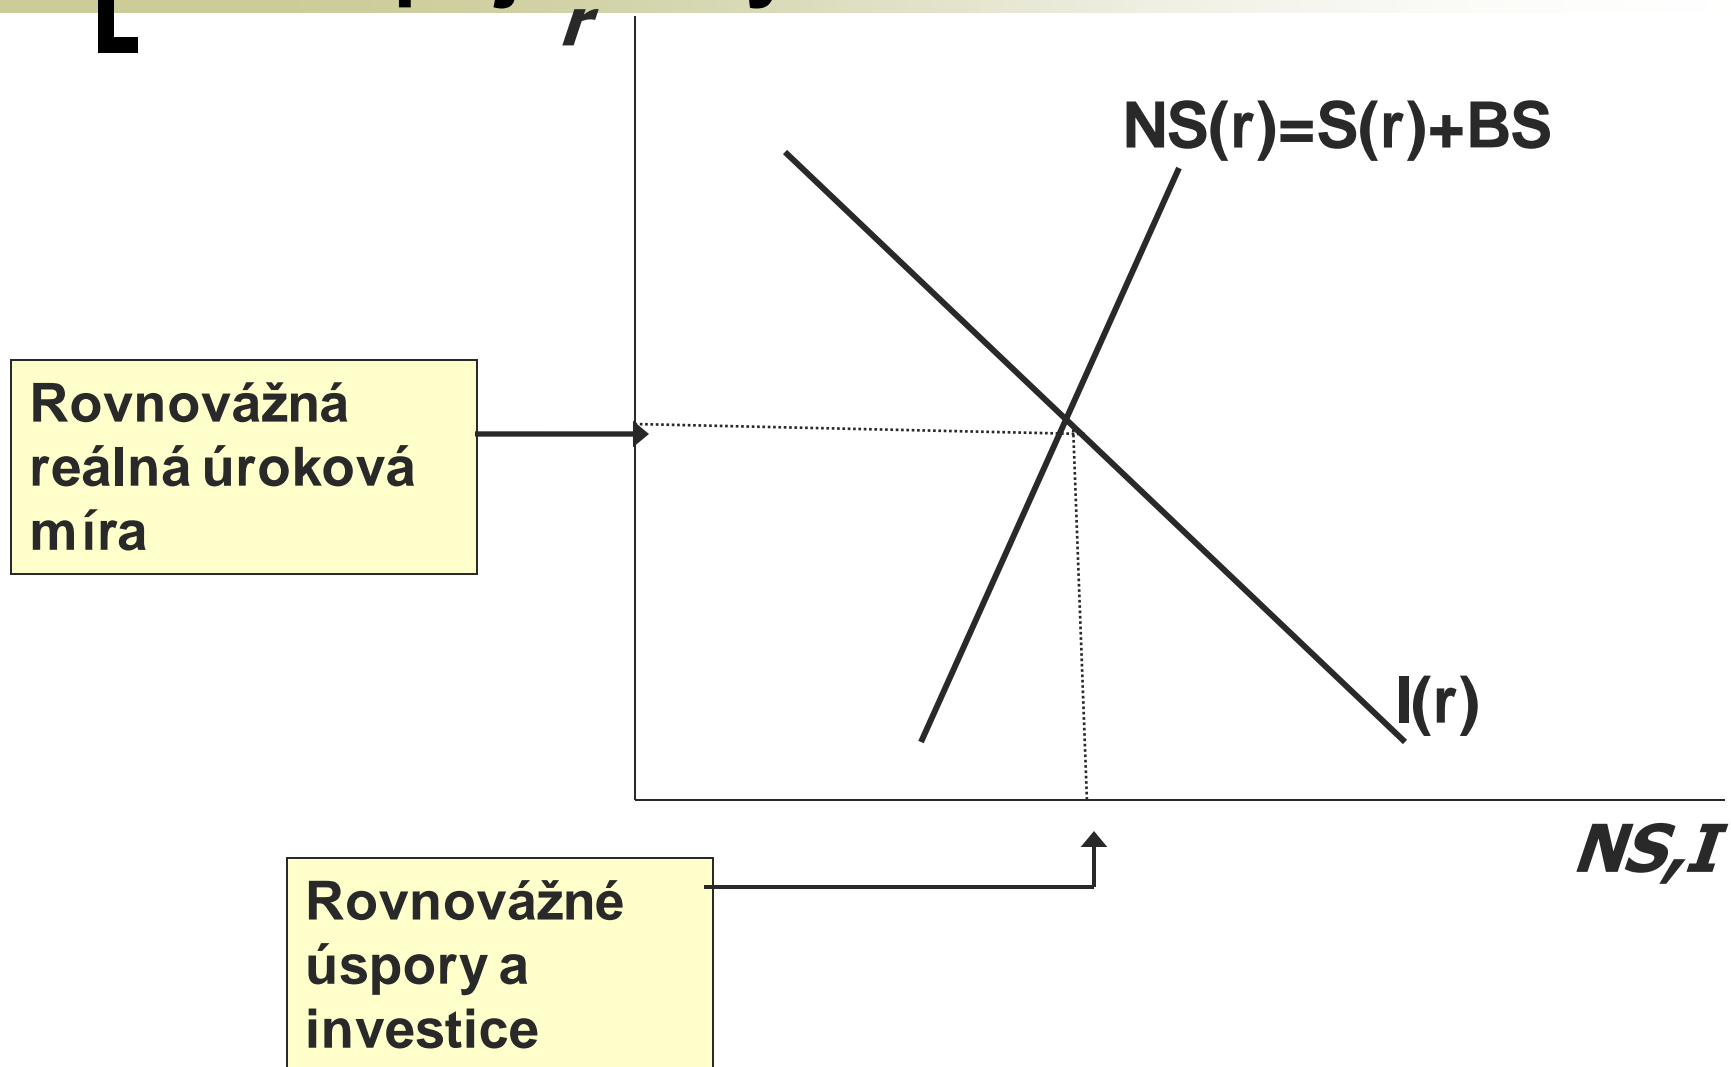 r
NS(r)=S(r)+BS
Rovnovážná
reálná úroková
míra
I(r)
NS,I
Rovnovážné
úspory a
investice